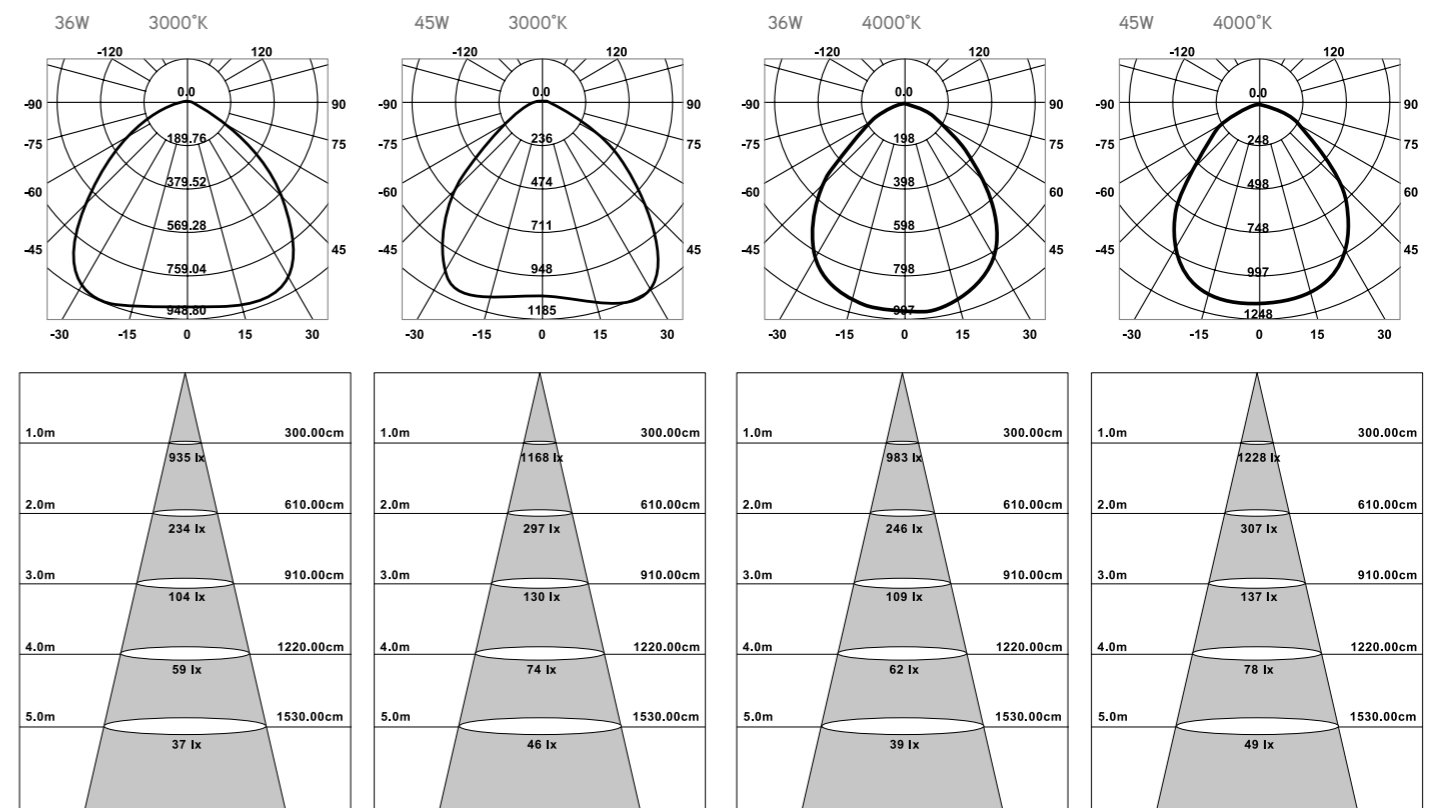 36W 3000°K
-120 120
0.0
-90 90
189.76
-75 75
379.52
-60
569.28
-45 45
759.04
948.80
-30 -15 0 15 30
1.0m 300.00cm
935 lx
2.0m 610.00cm
234 lx
3.0m 910.00cm
104 lx
4.0m 1220.00cm
59 lx
5.0m 1530.00cm
37 lx
45W 3000°K
-120 120
0.0
-90 90
236
-75 75
474
-60 60
711
-45 45
948
1185
-30 -15 0 15 30
1.0m 300.00cm
1168 lx
2.0m 610.00cm
297 lx
3.0m 910.00cm
130 lx
4.0m 1220.00cm
74 lx
5.0m 1530.00cm
46 lx
36W 4000°K
-120 120
0.0
-90 90
198
-75 75
398
-60 60
598
-45 45
798
997
-30 -15 0 15 30
1.0m 300.00cm
983 lx
2.0m 610.00cm
246 lx
3.0m 910.00cm
109 lx
4.0m 1220.00cm
62 lx
5.0m 1530.00cm
39 lx
45W 4000°K
-120 120
0.0
-90 90
248
-75 75
498
-60 60
748
-45 45
997
1248
-30 -15 0 15 30
1.0m 300.00cm
1228 lx
2.0m 610.00cm
307 lx
3.0m 910.00cm
137 lx
4.0m 1220.00cm
78 lx
5.0m 1530.00cm
49 lx